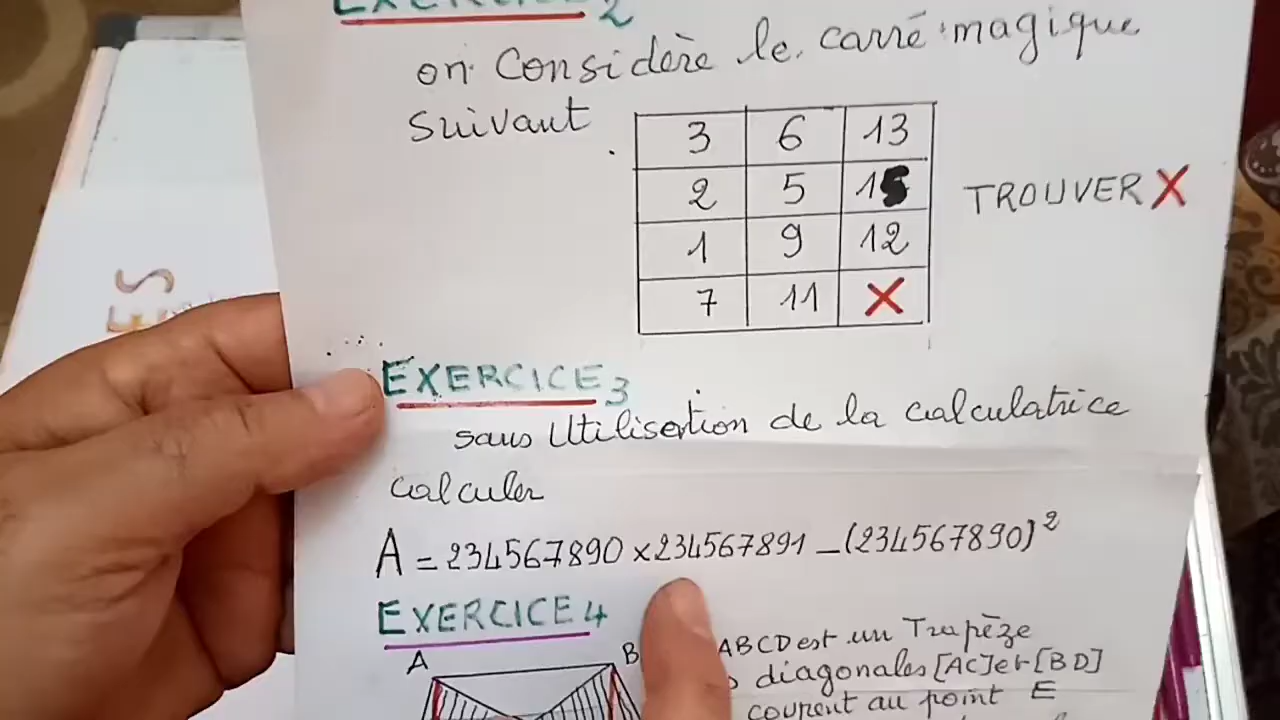 EXERCICE 2
on Considère le carré magique
suivant
3 6 13
2 5 15
1 9 12
7 11 X
TROUVER X
EXERCICE 3
sans Utilisation de la calculatrice
calculer
A = 234567890 × 234567891 - (234567890)²
EXERCICE 4
A B
ABCD est un Trapèze
diagonales [AC] et [BD]
coupent au point E